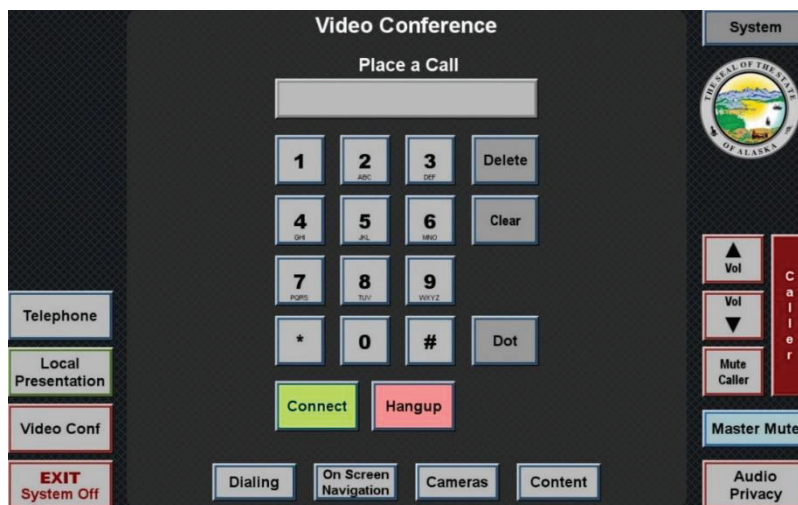 Video Conference
System
Place a Call
THE SEAL OF THE STATE
OF ALASKA
1
2
ABC
3
DEF
Delete
4
GHI
5
JKL
6
MNO
Clear
7
PQRS
8
TUV
9
WXYZ
*
0
#
Dot
Connect
Hangup
Telephone
Local
Presentation
Video Conf
EXIT
System Off
Dialing
On Screen
Navigation
Cameras
Content
Vol
Vol
Mute
Caller
Caller
Master Mute
Audio
Privacy